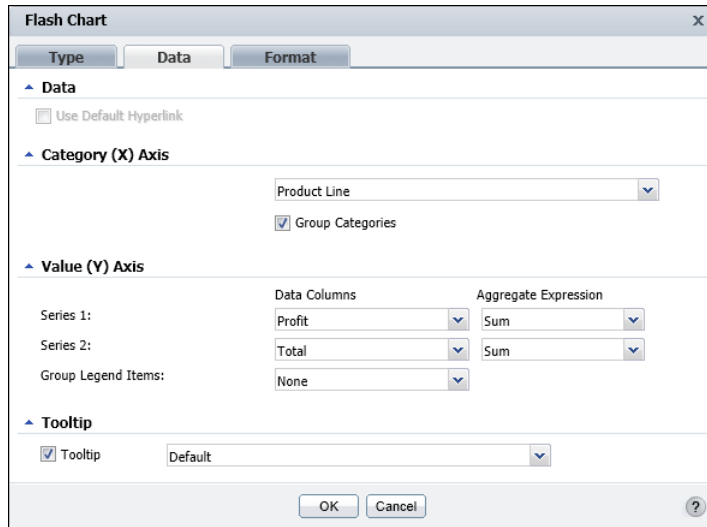 Flash Chart x
Type Data Format
Data
Use Default Hyperlink
Category (X) Axis
Product Line
Group Categories
Value (Y) Axis
Data Columns Aggregate Expression
Series 1: Profit Sum
Series 2: Total Sum
Group Legend Items: None
Tooltip
Tooltip Default
OK Cancel ?